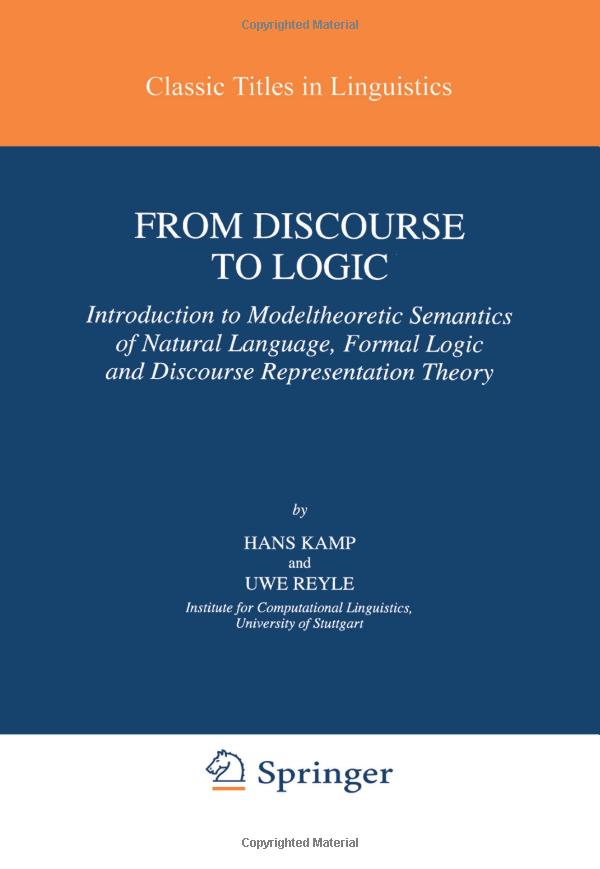 Copyrighted Material
Classic Titles in Linguistics
FROM DISCOURSE
TO LOGIC
Introduction to Modeltheoretic Semantics
of Natural Language, Formal Logic
and Discourse Representation Theory
by
HANS KAMP
and
UWE REYLE
Institute for Computational Linguistics,
University of Stuttgart
Springer
Copyrighted Material